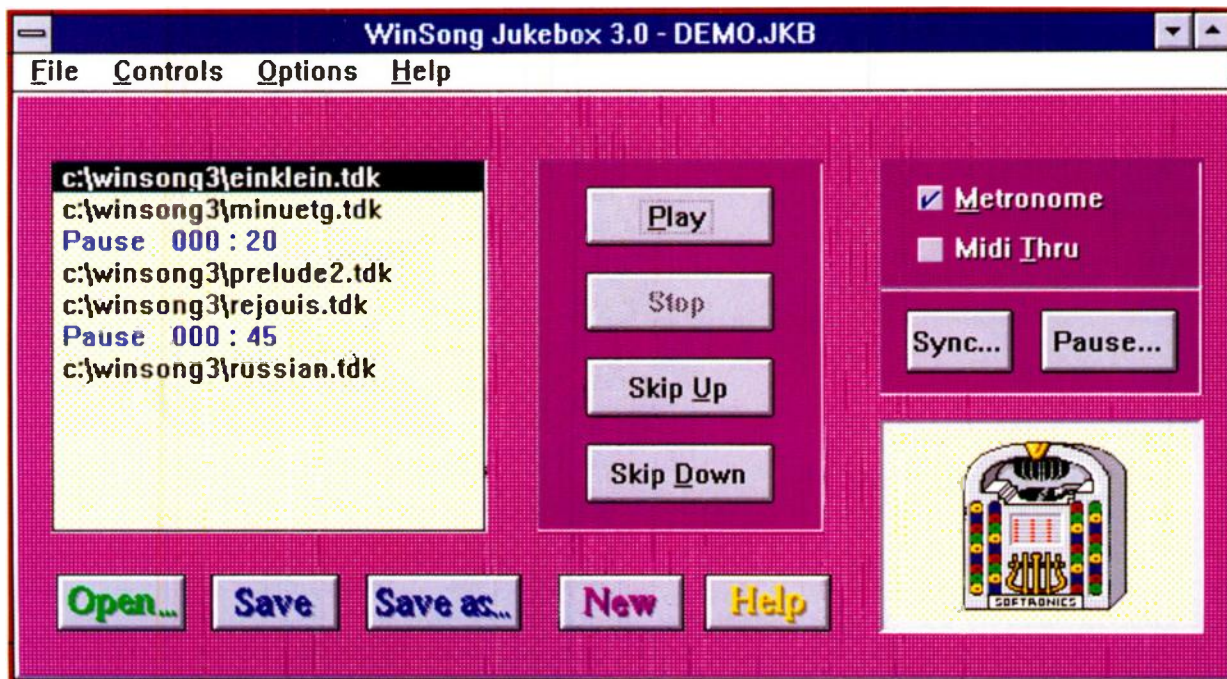 WinSong Jukebox 3.0 - DEMO.JKB
File Controls Options Help
c:\winsong3\einklein.tdk
c:\winsong3\minuetg.tdk
Pause 000 : 20
c:\winsong3\prelude2.tdk
c:\winsong3\rejouis.tdk
Pause 000 : 45
c:\winsong3\russian.tdk
Play
Stop
Skip Up
Skip Down
Metronome
Midi Thru
Sync...
Pause...
SOFTRONICS
Open...
Save
Save as...
New
Help